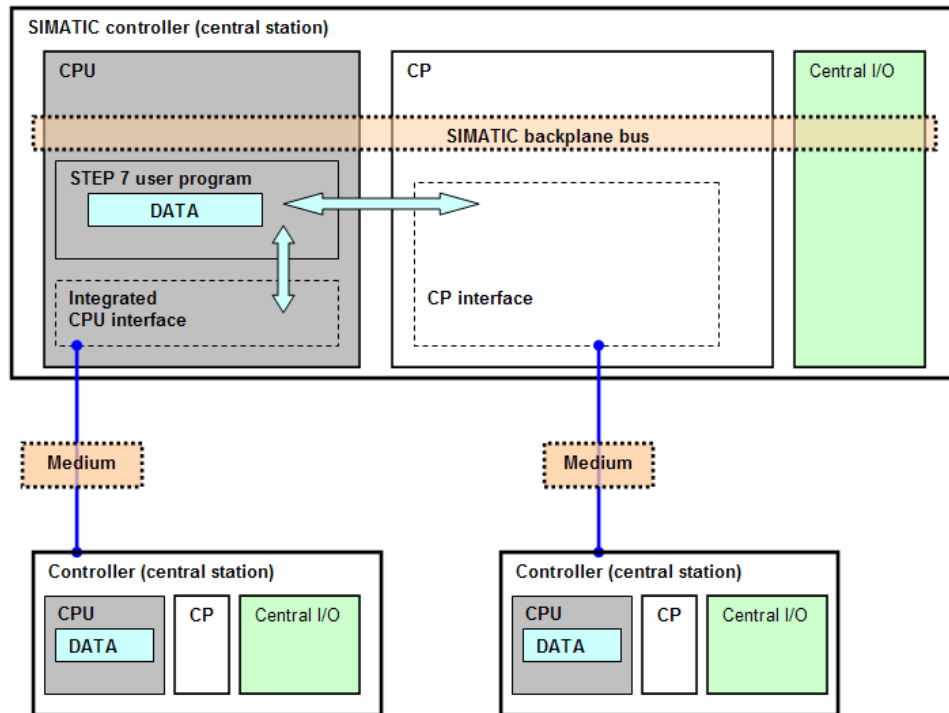 SIMATIC controller (central station)
CPU
CP
Central I/O
SIMATIC backplane bus
STEP 7 user program
DATA
Integrated
CPU interface
CP interface
Medium
Medium
Controller (central station)
CPU
DATA
CP
Central I/O
Controller (central station)
CPU
DATA
CP
Central I/O